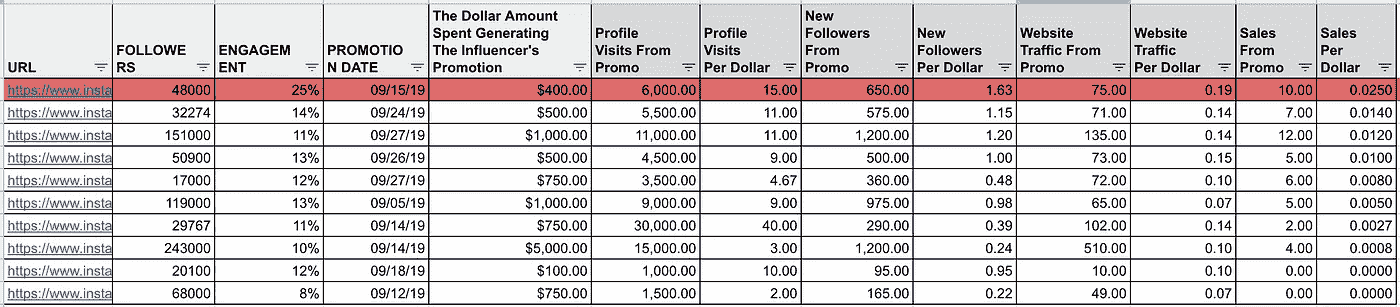 URL FOLLOWE RS ENGAGEM ENT PROMOTIO N DATE The Dollar Amount Spent Generating The Influencer's Promotion Profile Visits From Promo Profile Visits Per Dollar New Followers From Promo New Followers Per Dollar Website Traffic From Promo Website Traffic Per Dollar Sales From Promo Sales Per Dollar
https://www.insta 48000 25% 09/15/19 $400.00 6,000.00 15.00 650.00 1.63 75.00 0.19 10.00 0.0250
https://www.insta 32274 14% 09/24/19 $500.00 5,500.00 11.00 575.00 1.15 71.00 0.14 7.00 0.0140
https://www.insta 151000 11% 09/27/19 $1,000.00 11,000.00 11.00 1,200.00 1.20 135.00 0.14 12.00 0.0120
https://www.insta 50900 13% 09/26/19 $500.00 4,500.00 9.00 500.00 1.00 73.00 0.15 5.00 0.0100
https://www.insta 17000 12% 09/27/19 $750.00 3,500.00 4.67 360.00 0.48 72.00 0.10 6.00 0.0080
https://www.insta 119000 13% 09/05/19 $1,000.00 9,000.00 9.00 975.00 0.98 65.00 0.07 5.00 0.0050
https://www.insta 29767 11% 09/14/19 $750.00 30,000.00 40.00 290.00 0.39 102.00 0.14 2.00 0.0027
https://www.insta 243000 10% 09/14/19 $5,000.00 15,000.00 3.00 1,200.00 0.24 510.00 0.10 4.00 0.0008
https://www.insta 20100 12% 09/18/19 $100.00 1,000.00 10.00 95.00 0.95 10.00 0.10 0.00 0.0000
https://www.insta 68000 8% 09/12/19 $750.00 1,500.00 2.00 165.00 0.22 49.00 0.07 0.00 0.0000